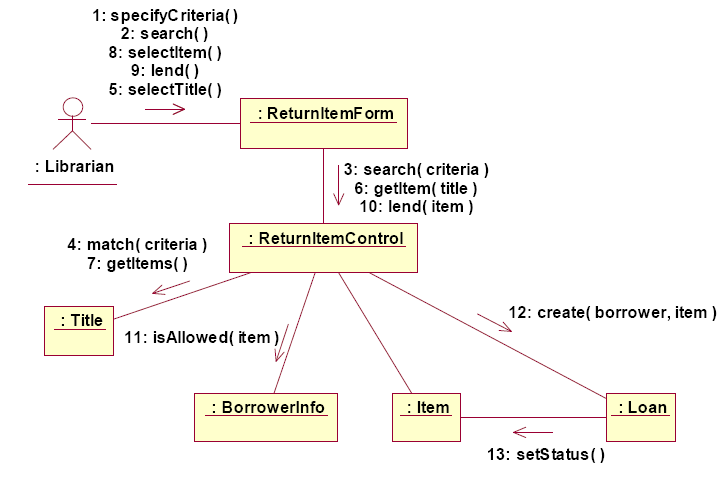 1: specifyCriteria( )
2: search( )
8: selectItem( )
9: lend( )
5: selectTitle( )
: Librarian
: ReturnItemForm
3: search( criteria )
6: getItem( title )
10: lend( item )
: ReturnItemControl
4: match( criteria )
7: getItems( )
: Title
11: isAllowed( item )
12: create( borrower, item )
: BorrowerInfo
: Item
: Loan
13: setStatus( )